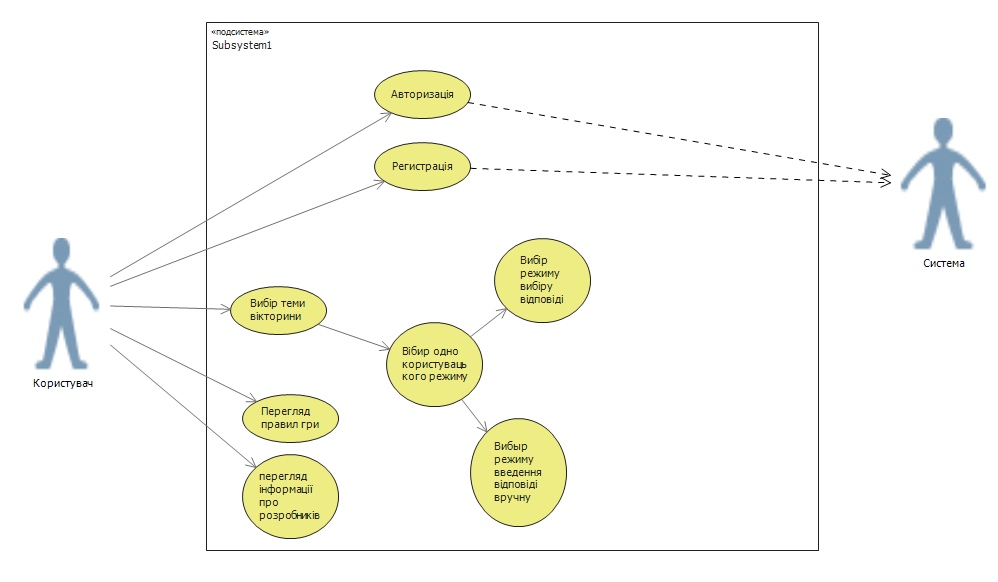 «подсистема»
Subsystem1
Авторизація
Регистрація
Вибір
режиму
вибіру
відповіді
Система
Вибір теми
вікторини
Вібир одно
користуваць
кого режиму
Користувач
Перегляд
правил гри
Вибыр
режиму
введення
відповіді
вручну
перегляд
інформації
про
розробників